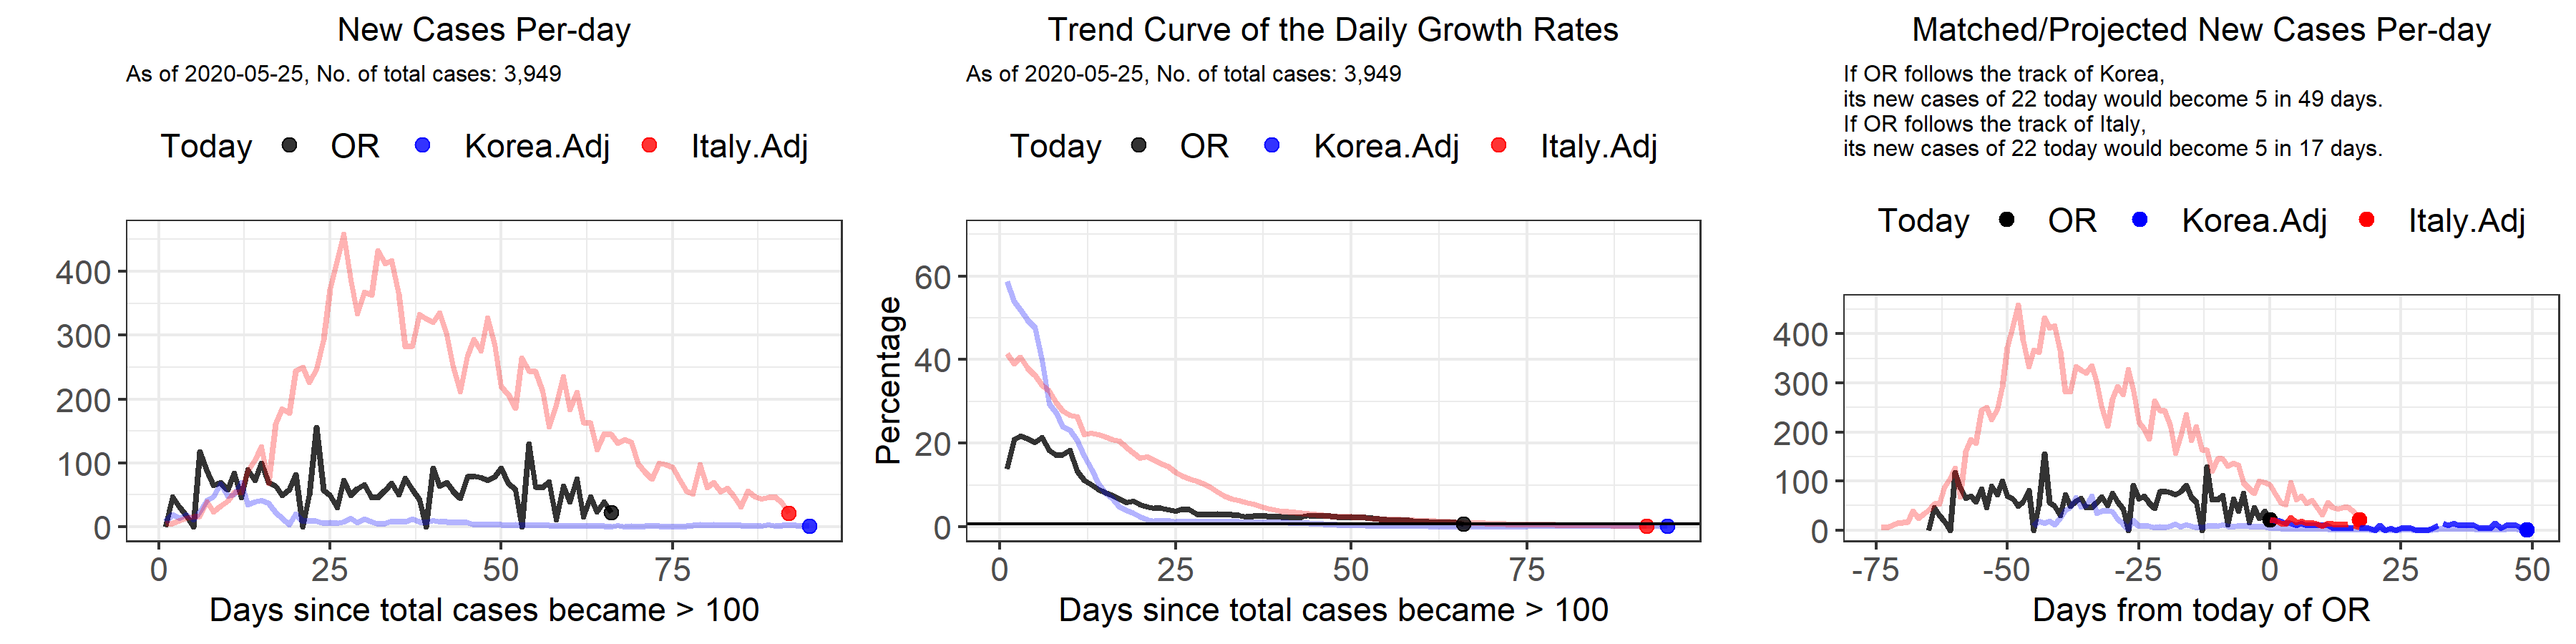 New Cases Per-day
As of 2020-05-25, No. of total cases: 3,949
Today OR Korea.Adj Italy.Adj
400
300
200
100
0
0 25 50 75
Days since total cases became > 100
Trend Curve of the Daily Growth Rates
As of 2020-05-25, No. of total cases: 3,949
Today OR Korea.Adj Italy.Adj
Percentage
60
40
20
0
0 25 50 75
Days since total cases became > 100
Matched/Projected New Cases Per-day
If OR follows the track of Korea,
its new cases of 22 today would become 5 in 49 days.
If OR follows the track of Italy,
its new cases of 22 today would become 5 in 17 days.
Today OR Korea.Adj Italy.Adj
400
300
200
100
0
-75 -50 -25 0 25 50
Days from today of OR